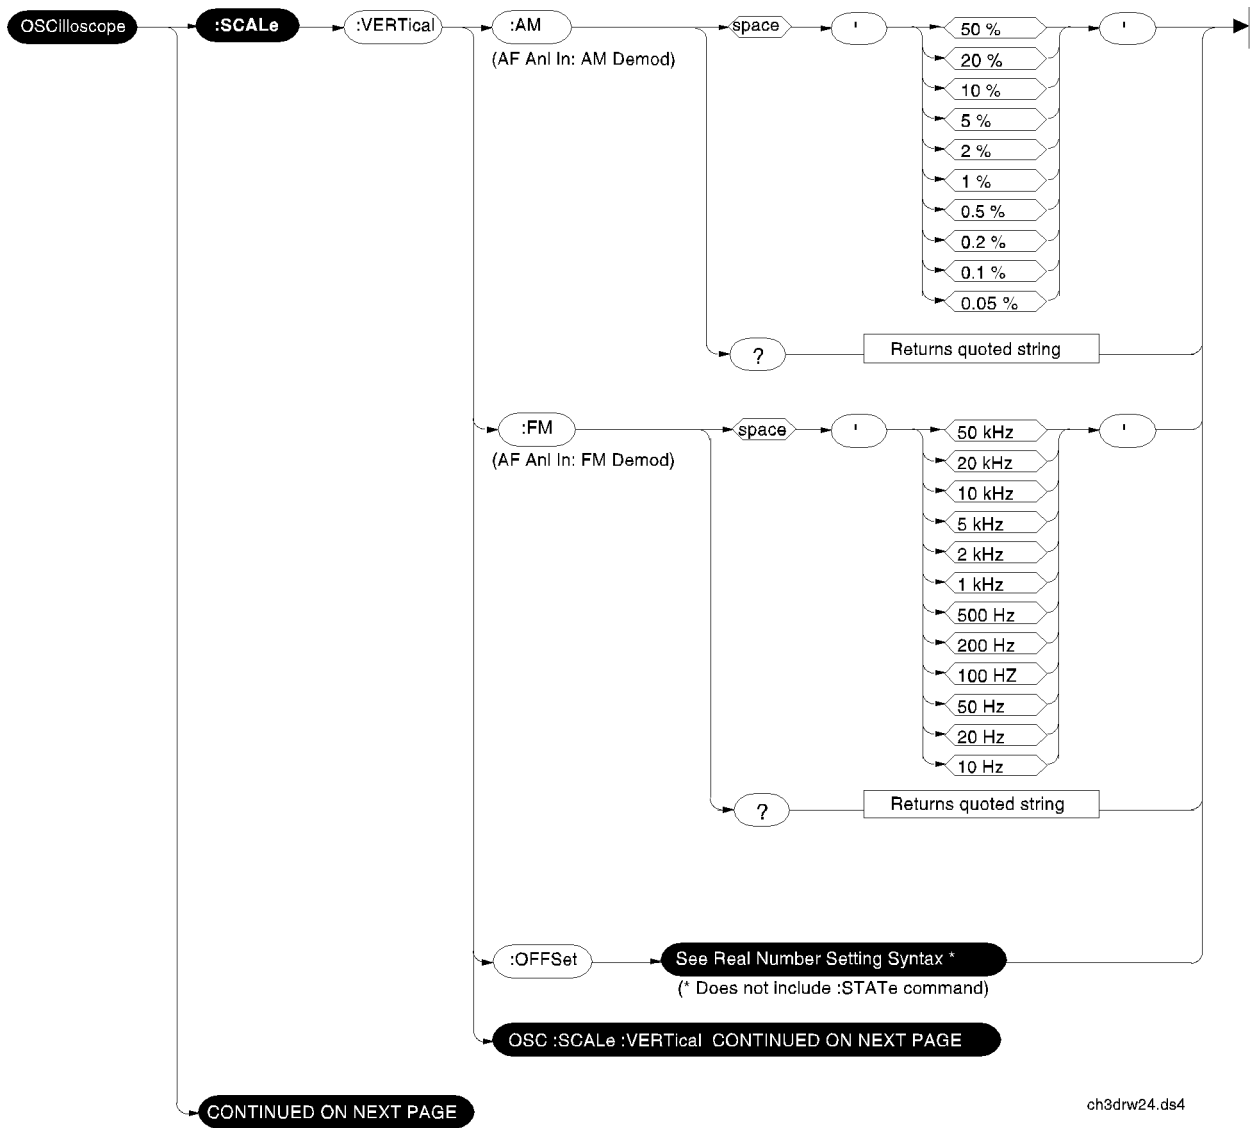 OSCilloscope :SCALe :VERTical :AM space ' 50 % '
(AF Anl In: AM Demod)
20 %
10 %
5 %
2 %
1 %
0.5 %
0.2 %
0.1 %
0.05 %
? Returns quoted string
:FM space ' 50 kHz '
(AF Anl In: FM Demod)
20 kHz
10 kHz
5 kHz
2 kHz
1 kHz
500 Hz
200 Hz
100 HZ
50 Hz
20 Hz
10 Hz
? Returns quoted string
:OFFSet See Real Number Setting Syntax *
(* Does not include :STATe command)
OSC :SCALe :VERTical CONTINUED ON NEXT PAGE
CONTINUED ON NEXT PAGE
ch3drw24.ds4